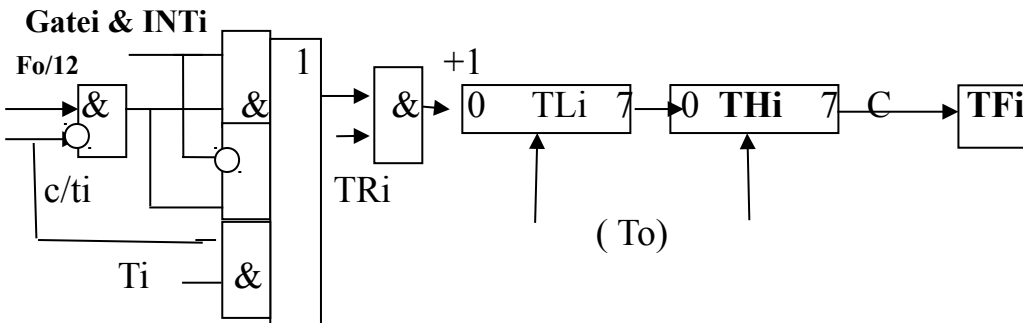 Gatei & INTi
Fo/12
1
+1
&
&
&
0 TLi 7
0 THi 7
C
TFi
c/ti
TRi
( To)
Ti
&